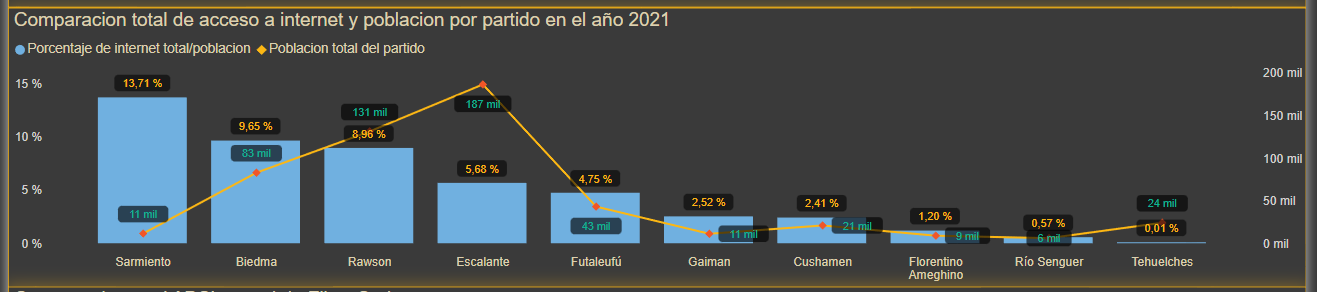 Comparacion total de acceso a internet y poblacion por partido en el año 2021
Porcentaje de internet total/poblacion Poblacion total del partido
15 %
10 %
5 %
0 %
13,71 %
9,65 %
8,96 %
5,68 %
4,75 %
2,52 %
2,41 %
1,20 %
0,57 %
0,01 %
11 mil
83 mil
131 mil
187 mil
43 mil
11 mil
21 mil
9 mil
6 mil
24 mil
200 mil
150 mil
100 mil
50 mil
0 mil
Sarmiento
Biedma
Rawson
Escalante
Futaleufú
Gaiman
Cushamen
Florentino
Ameghino
Río Senguer
Tehuelches